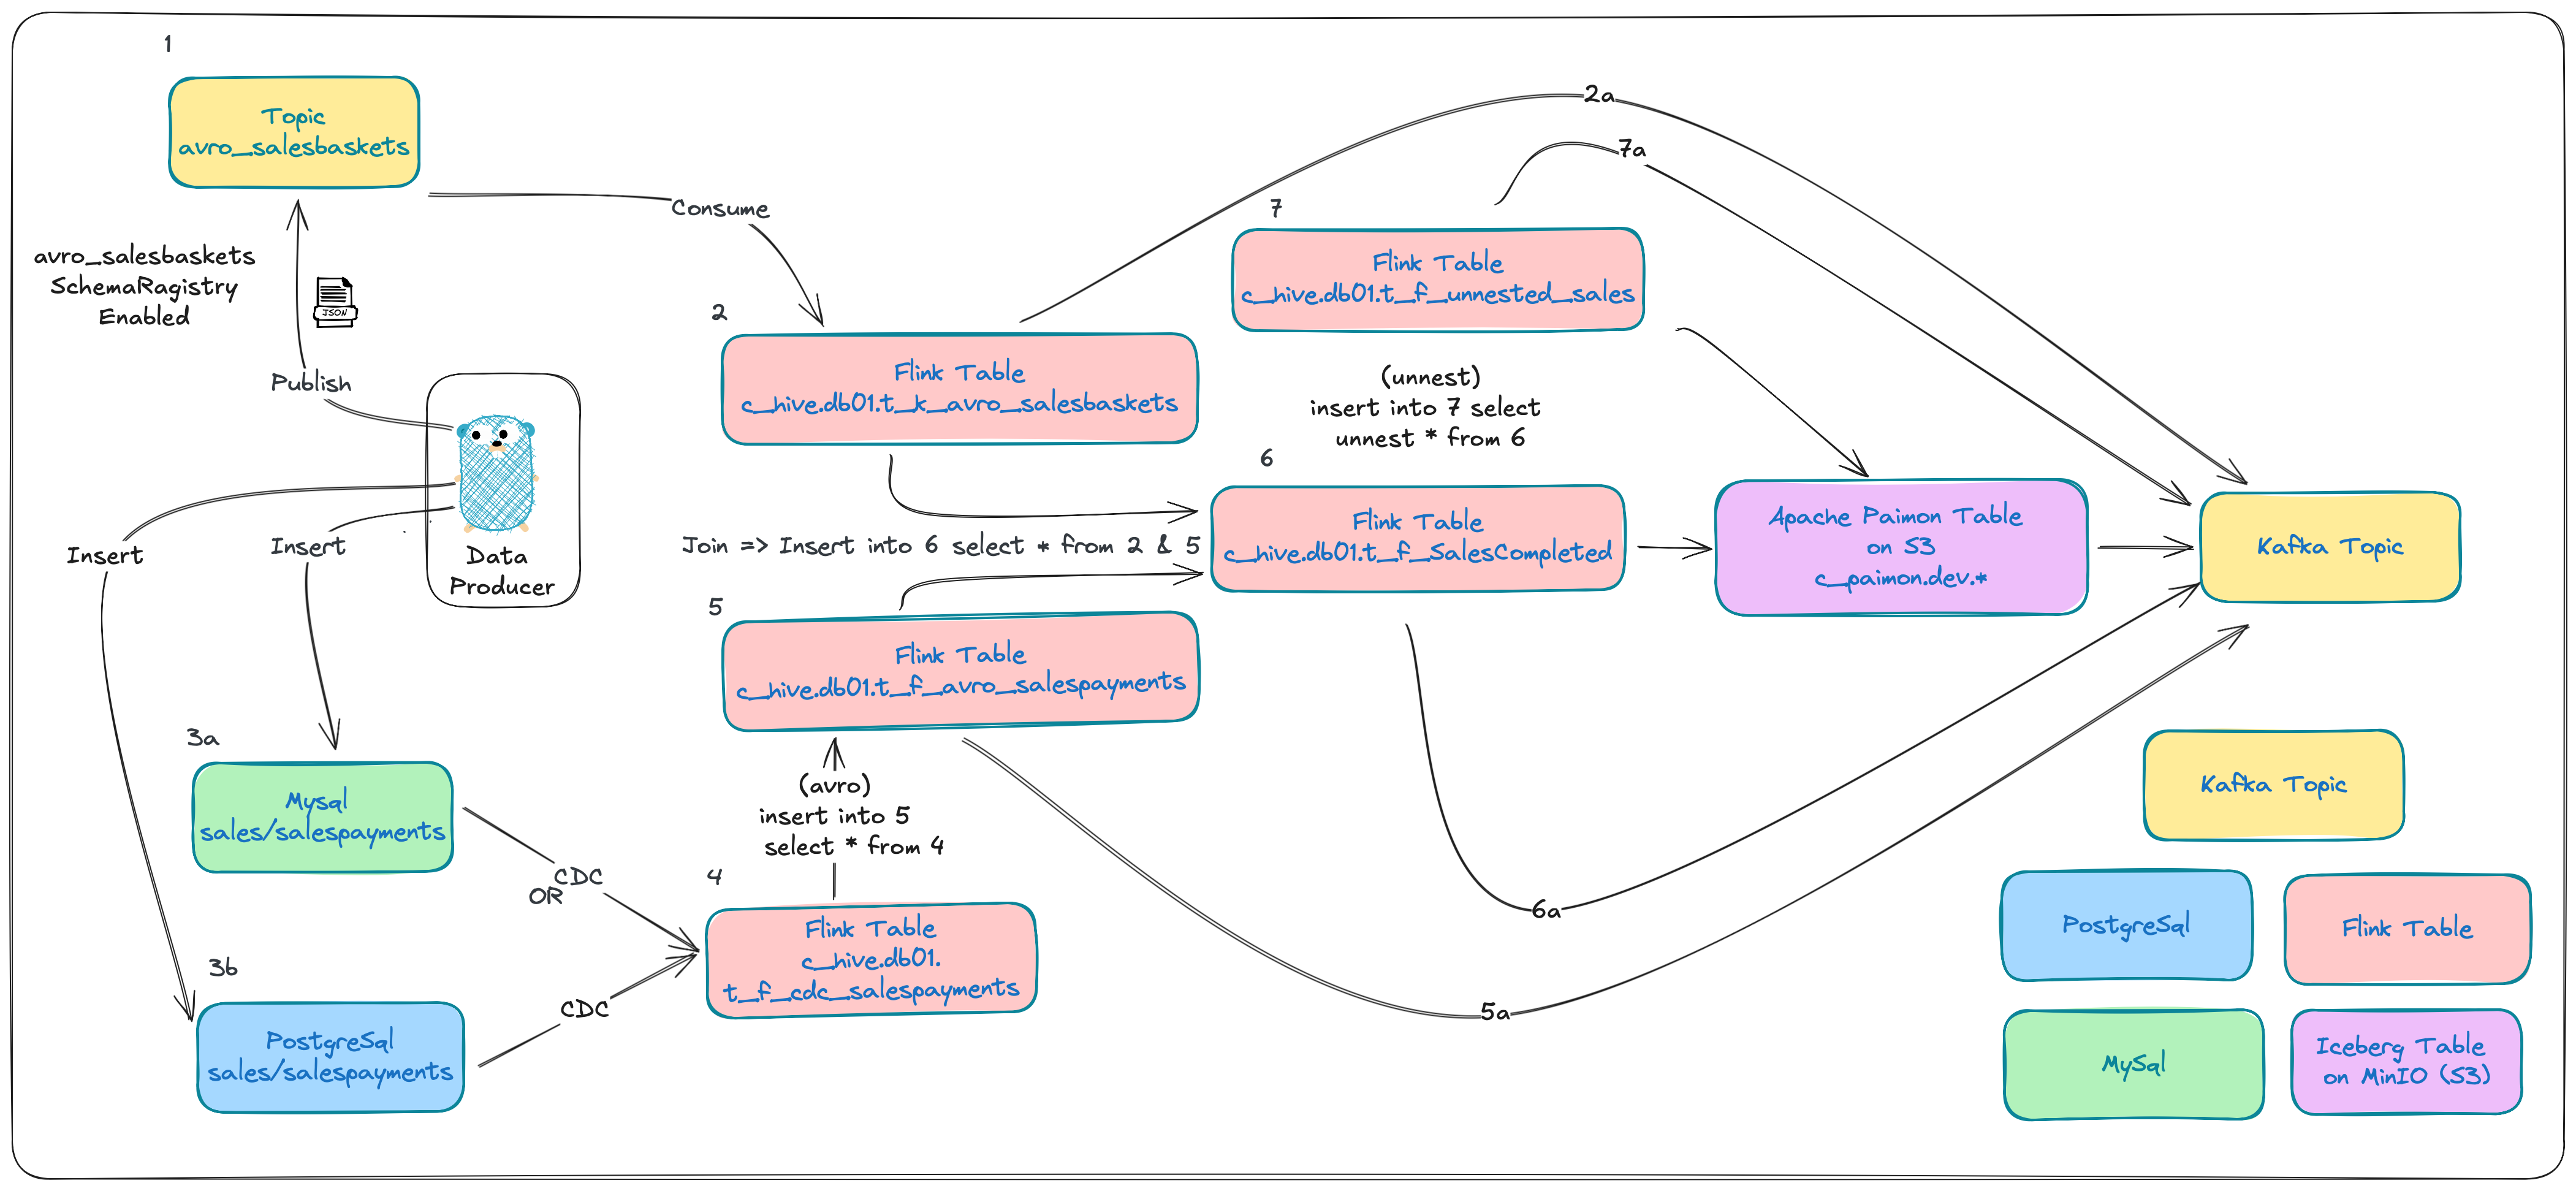 1
Topic
avro_salesbaskets
avro_salesbaskets
SchemaRagistry
Enabled
JSON
Publish
Consume
Data
Producer
Insert
Insert
3a
Mysql
sales/salespayments
CDC
OR
3b
PostgreSql
sales/salespayments
CDC
2
Flink Table
c_hive.db01.t_k_avro_salesbaskets
Join => Insert into 6 select * from 2 & 5
5
Flink Table
c_hive.db01.t_f_avro_salespayments
(avro)
insert into 5
select * from 4
4
Flink Table
c_hive.db01.
t_f_cdc_salespayments
2a
7a
7
Flink Table
c_hive.db01.t_f_unnested_sales
(unnest)
insert into 7 select
unnest * from 6
6
Flink Table
c_hive.db01.t_f_SalesCompleted
Apache Paimon Table
on S3
c_paimon.dev.*
Kafka Topic
6a
5a
Kafka Topic
PostgreSql
Flink Table
MySql
Iceberg Table
on MinIO (S3)